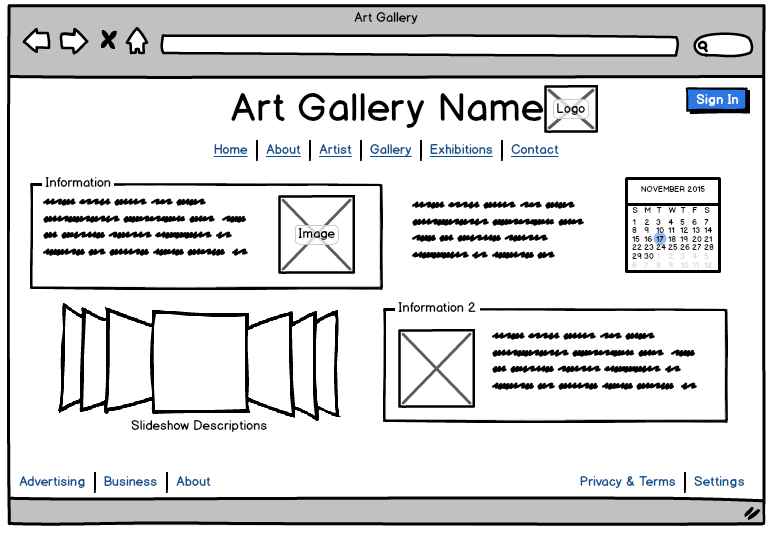 Art Gallery
Art Gallery Name
Logo
Sign In
Home About Artist Gallery Exhibitions Contact
Information
Image
NOVEMBER 2015
S M T W T F S
1 2 3 4 5 6 7
8 9 10 11 12 13 14
15 16 17 18 19 20 21
22 23 24 25 26 27 28
29 30 1 2 3 4 5
6 7 8 9 10 11 12
Slideshow Descriptions
Information 2
Advertising Business About
Privacy & Terms Settings